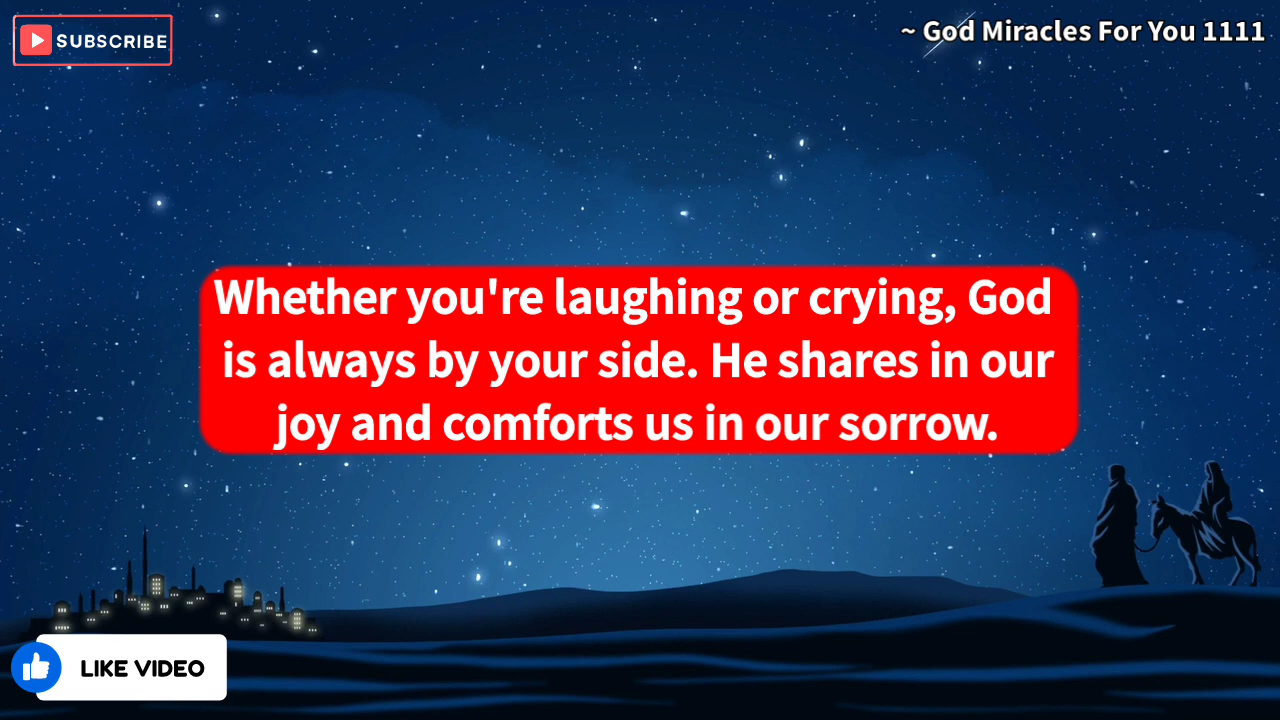 SUBSCRIBE
~ God Miracles For You 1111
Whether you're laughing or crying, God
is always by your side. He shares in our
joy and comforts us in our sorrow.
LIKE VIDEO